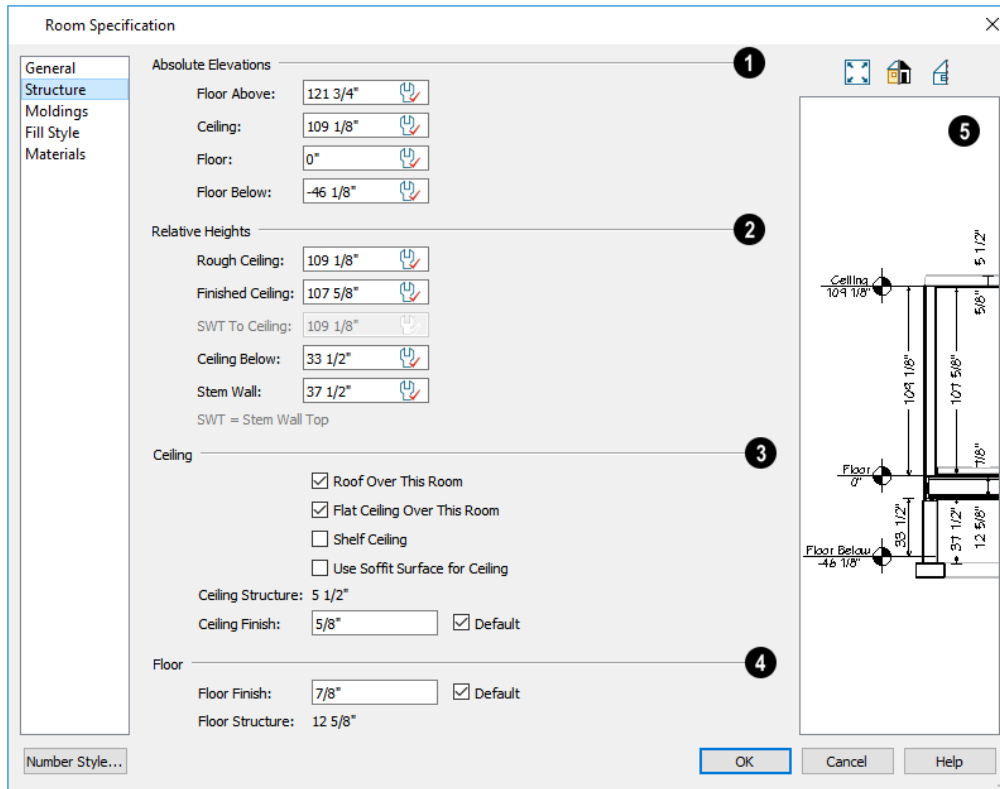 Room Specification
General
Structure
Moldings
Fill Style
Materials
Absolute Elevations
1
Floor Above: 121 3/4"
Ceiling: 109 1/8"
Floor: 0"
Floor Below: -46 1/8"
Relative Heights
2
Rough Ceiling: 109 1/8"
Finished Ceiling: 107 5/8"
SWT To Ceiling: 109 1/8"
Ceiling Below: 33 1/2"
Stem Wall: 37 1/2"
SWT = Stem Wall Top
Ceiling
3
Roof Over This Room
Flat Ceiling Over This Room
Shelf Ceiling
Use Soffit Surface for Ceiling
Ceiling Structure: 5 1/2"
Ceiling Finish: 5/8" Default
Floor
4
Floor Finish: 7/8" Default
Floor Structure: 12 5/8"
5
5 1/2"
Ceiling
109 1/8"
5/8"
109 1/8"
107 5/8"
Floor
0"
1/8"
33 1/2"
37 1/2"
12 5/8"
Floor Below
-46 1/8"
Number Style...
OK
Cancel
Help